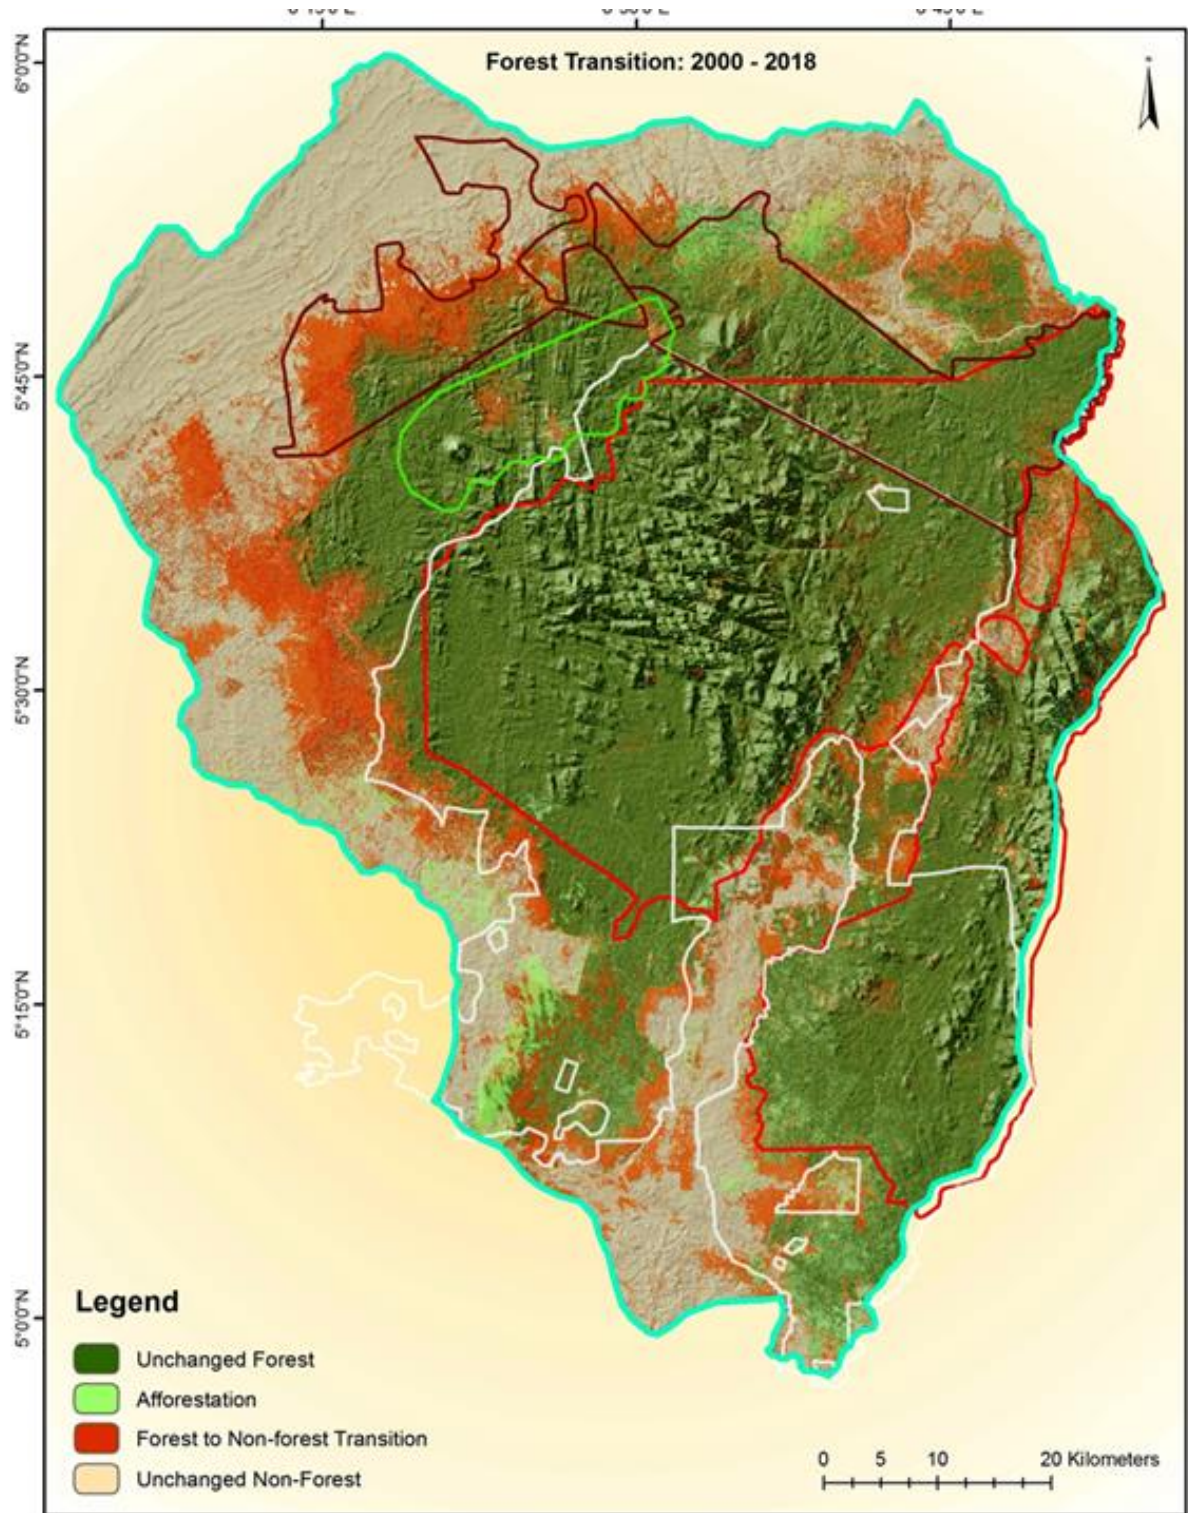 Forest Transition: 2000 - 2018
6°0'0"N
5°45'0"N
5°30'0"N
5°15'0"N
5°0'0"N
Legend
Unchanged Forest
Afforestation
Forest to Non-forest Transition
Unchanged Non-Forest
0 5 10 20 Kilometers